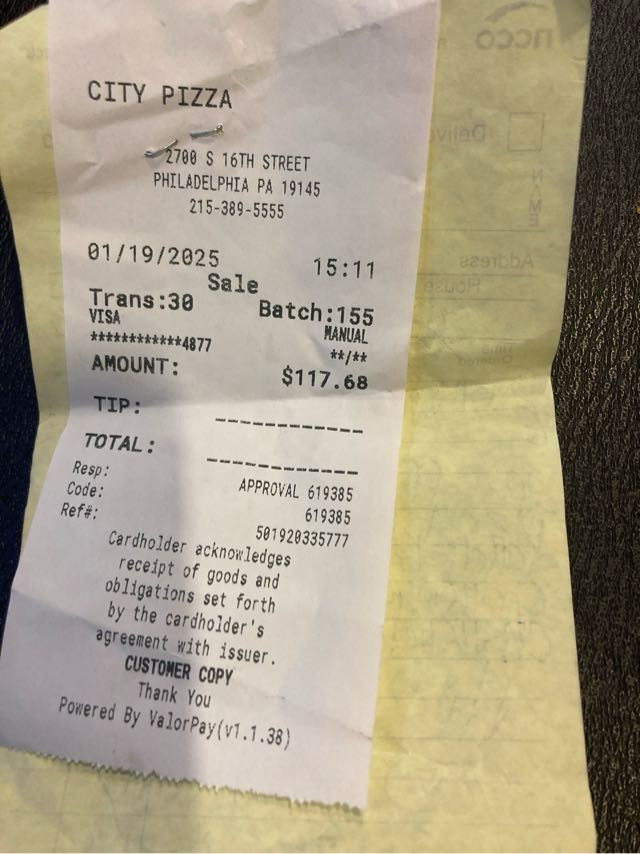 CITY PIZZA
2700 S 16TH STREET
PHILADELPHIA PA 19145
215-389-5555
01/19/2025 15:11
Sale
Trans:30 Batch:155
VISA MANUAL
************4877 **/**
AMOUNT: $117.68
TIP:
TOTAL:
Resp: APPROVAL 619385
Code: 619385
Ref#: 501920335777
Cardholder acknowledges
receipt of goods and
obligations set forth
by the cardholder's
agreement with issuer.
CUSTOMER COPY
Thank You
Powered By ValorPay(v1.1.38)
NAME
Address
House